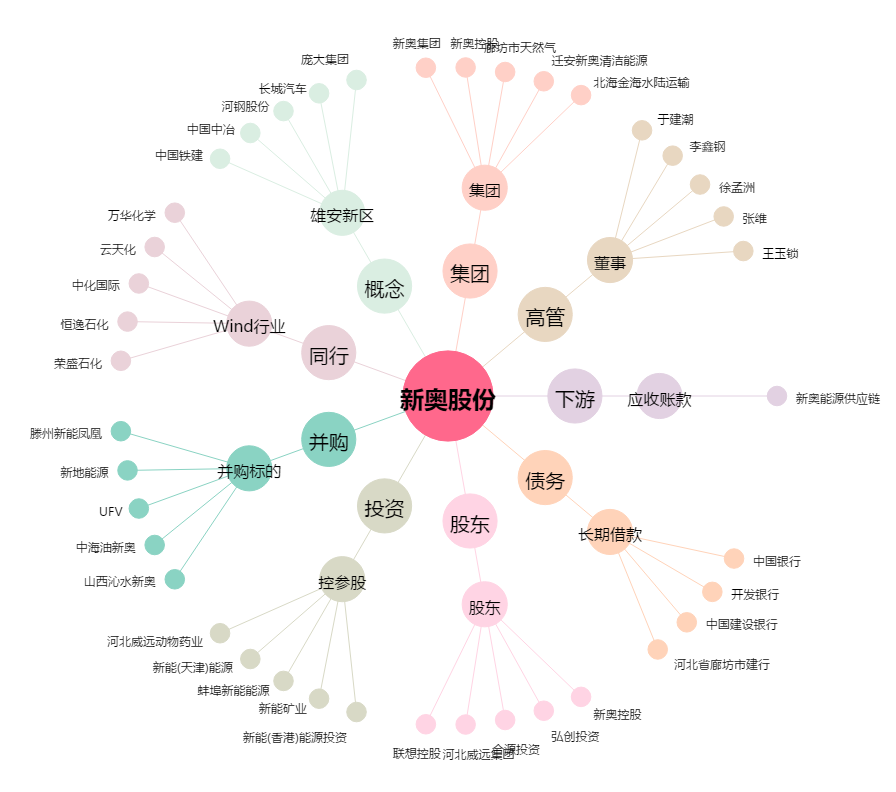 新奥集团
新奥控股
廊坊市天然气
迁安新奥清洁能源
北海金海水陆运输
集团
集团
于建潮
李鑫钢
徐孟洲
张维
王玉锁
董事
高管
下游
应收账款
新奥能源供应链
债务
长期借款
中国银行
开发银行
中国建设银行
河北省廊坊市建行
股东
股东
新奥控股
弘创投资
合源投资
河北威远集团
联想控股
投资
控参股
新能(香港)能源投资
新能矿业
蚌埠新能能源
新能(天津)能源
河北威远动物药业
并购
并购标的
山西沁水新奥
中海油新奥
UFV
新地能源
滕州新能凤凰
同行
Wind行业
荣盛石化
恒逸石化
中化国际
云天化
万华化学
概念
雄安新区
中国铁建
中国中冶
河钢股份
长城汽车
庞大集团
新奥股份